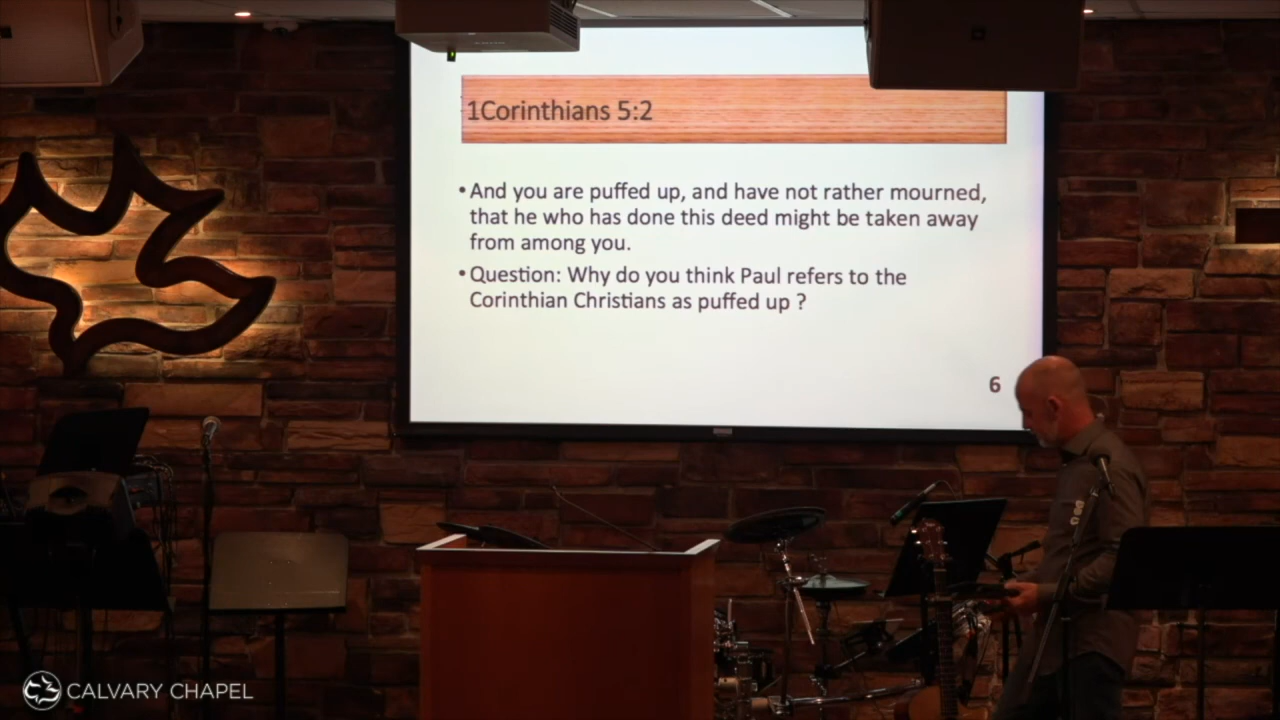 1Corinthians 5:2
• And you are puffed up, and have not rather mourned,
that he who has done this deed might be taken away
from among you.
• Question: Why do you think Paul refers to the
Corinthian Christians as puffed up ?
6
CALVARY CHAPEL